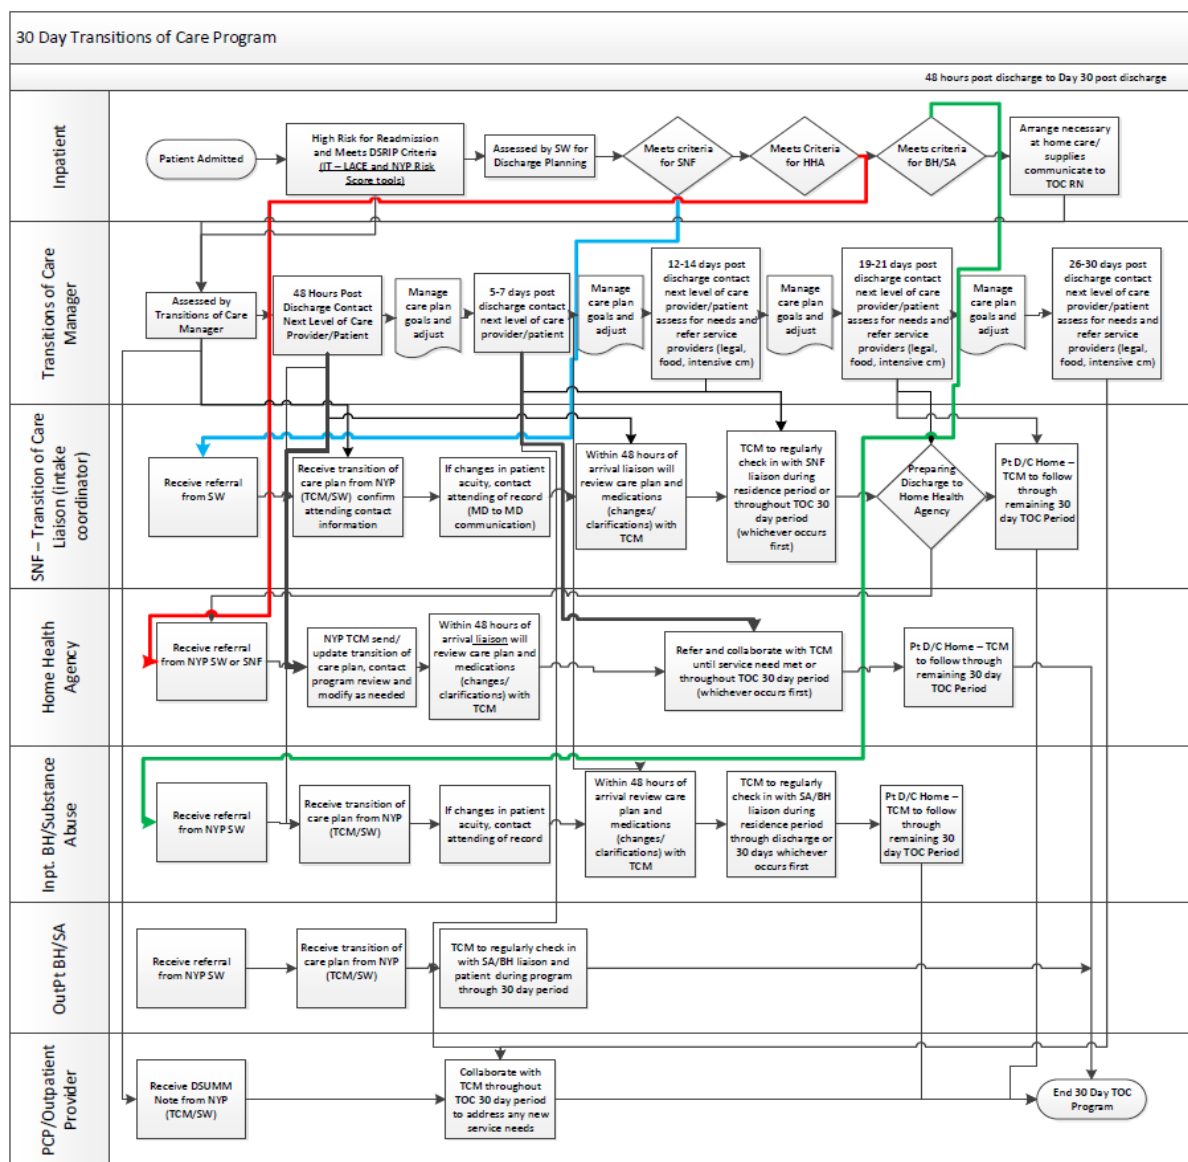 30 Day Transitions of Care Program
48 hours post discharge to Day 30 post discharge
Inpatient
Patient Admitted
High Risk for Readmission
and Meets DSRIP Criteria
(IT – LACE and NYP Risk
Score tools)
Assessed by SW for
Discharge Planning
Meets criteria
for SNF
Meets Criteria
for HHA
Meets criteria
for BH/SA
Arrange necessary
at home care/
supplies
communicate to
TOC RN
Transitions of Care
Manager
Assessed by
Transitions of Care
Manager
48 Hours Post
Discharge Contact
Next Level of Care
Provider/Patient
Manage
care plan
goals and
adjust
5-7 days post
discharge contact
next level of care
provider/patient
Manage
care plan
goals and
adjust
12-14 days post
discharge contact
next level of care
provider/patient
assess for needs and
refer service
providers (legal,
food, intensive cm)
Manage
care plan
goals and
adjust
19-21 days post
discharge contact
next level of care
provider/patient
assess for needs and
refer service
providers (legal,
food, intensive cm)
Manage
care plan
goals and
adjust
26-30 days post
discharge contact
next level of care
provider/patient
assess for needs and
refer service
providers (legal,
food, intensive cm)
SNF – Transition of Care
Liaison (intake
coordinator)
Receive referral
from SW
Receive transition of
care plan from NYP
(TCM/SW) confirm
attending contact
information
If changes in patient
acuity, contact
attending of record
(MD to MD
communication)
Within 48 hours of
arrival liaison will
review care plan and
medications
(changes/
clarifications) with
TCM
TCM to regularly
check in with SNF
liaison during
residence period or
throughout TOC 30
day period
(whichever occurs
first)
Preparing
Discharge to
Home Health
Agency
Pt D/C Home –
TCM to follow
through
remaining 30
day TOC Period
Home Health
Agency
Receive referral
from NYP SW or SNF
NYP TCM send/
update transition of
care plan, contact
program review and
modify as needed
Within 48 hours of
arrival liaison will
review care plan and
medications
(changes/
clarifications) with
TCM
Refer and collaborate with TCM
until service need met or
throughout TOC 30 day period
(whichever occurs first)
Pt D/C Home – TCM
to follow through
remaining 30 day
TOC Period
Inpt. BH/Substance
Abuse
Receive referral
from NYP SW
Receive transition of
care plan from NYP
(TCM/SW)
If changes in patient
acuity, contact
attending of record
Within 48 hours of
arrival review care
plan and
medications
(changes/
clarifications) with
TCM
TCM to regularly
check in with SA/BH
liaison during
residence period
through discharge or
30 days whichever
occurs first
Pt D/C Home –
TCM to follow
through
remaining 30
day TOC Period
OutPt BH/SA
Receive referral
from NYP SW
Receive transition of
care plan from NYP
(TCM/SW)
TCM to regularly check in
with SA/BH liaison and
patient during program
through 30 day period
PCP/Outpatient
Provider
Receive DSUMM
Note from NYP
(TCM/SW)
Collaborate with
TCM throughout
TOC 30 day period
to address any new
service needs
End 30 Day TOC
Program